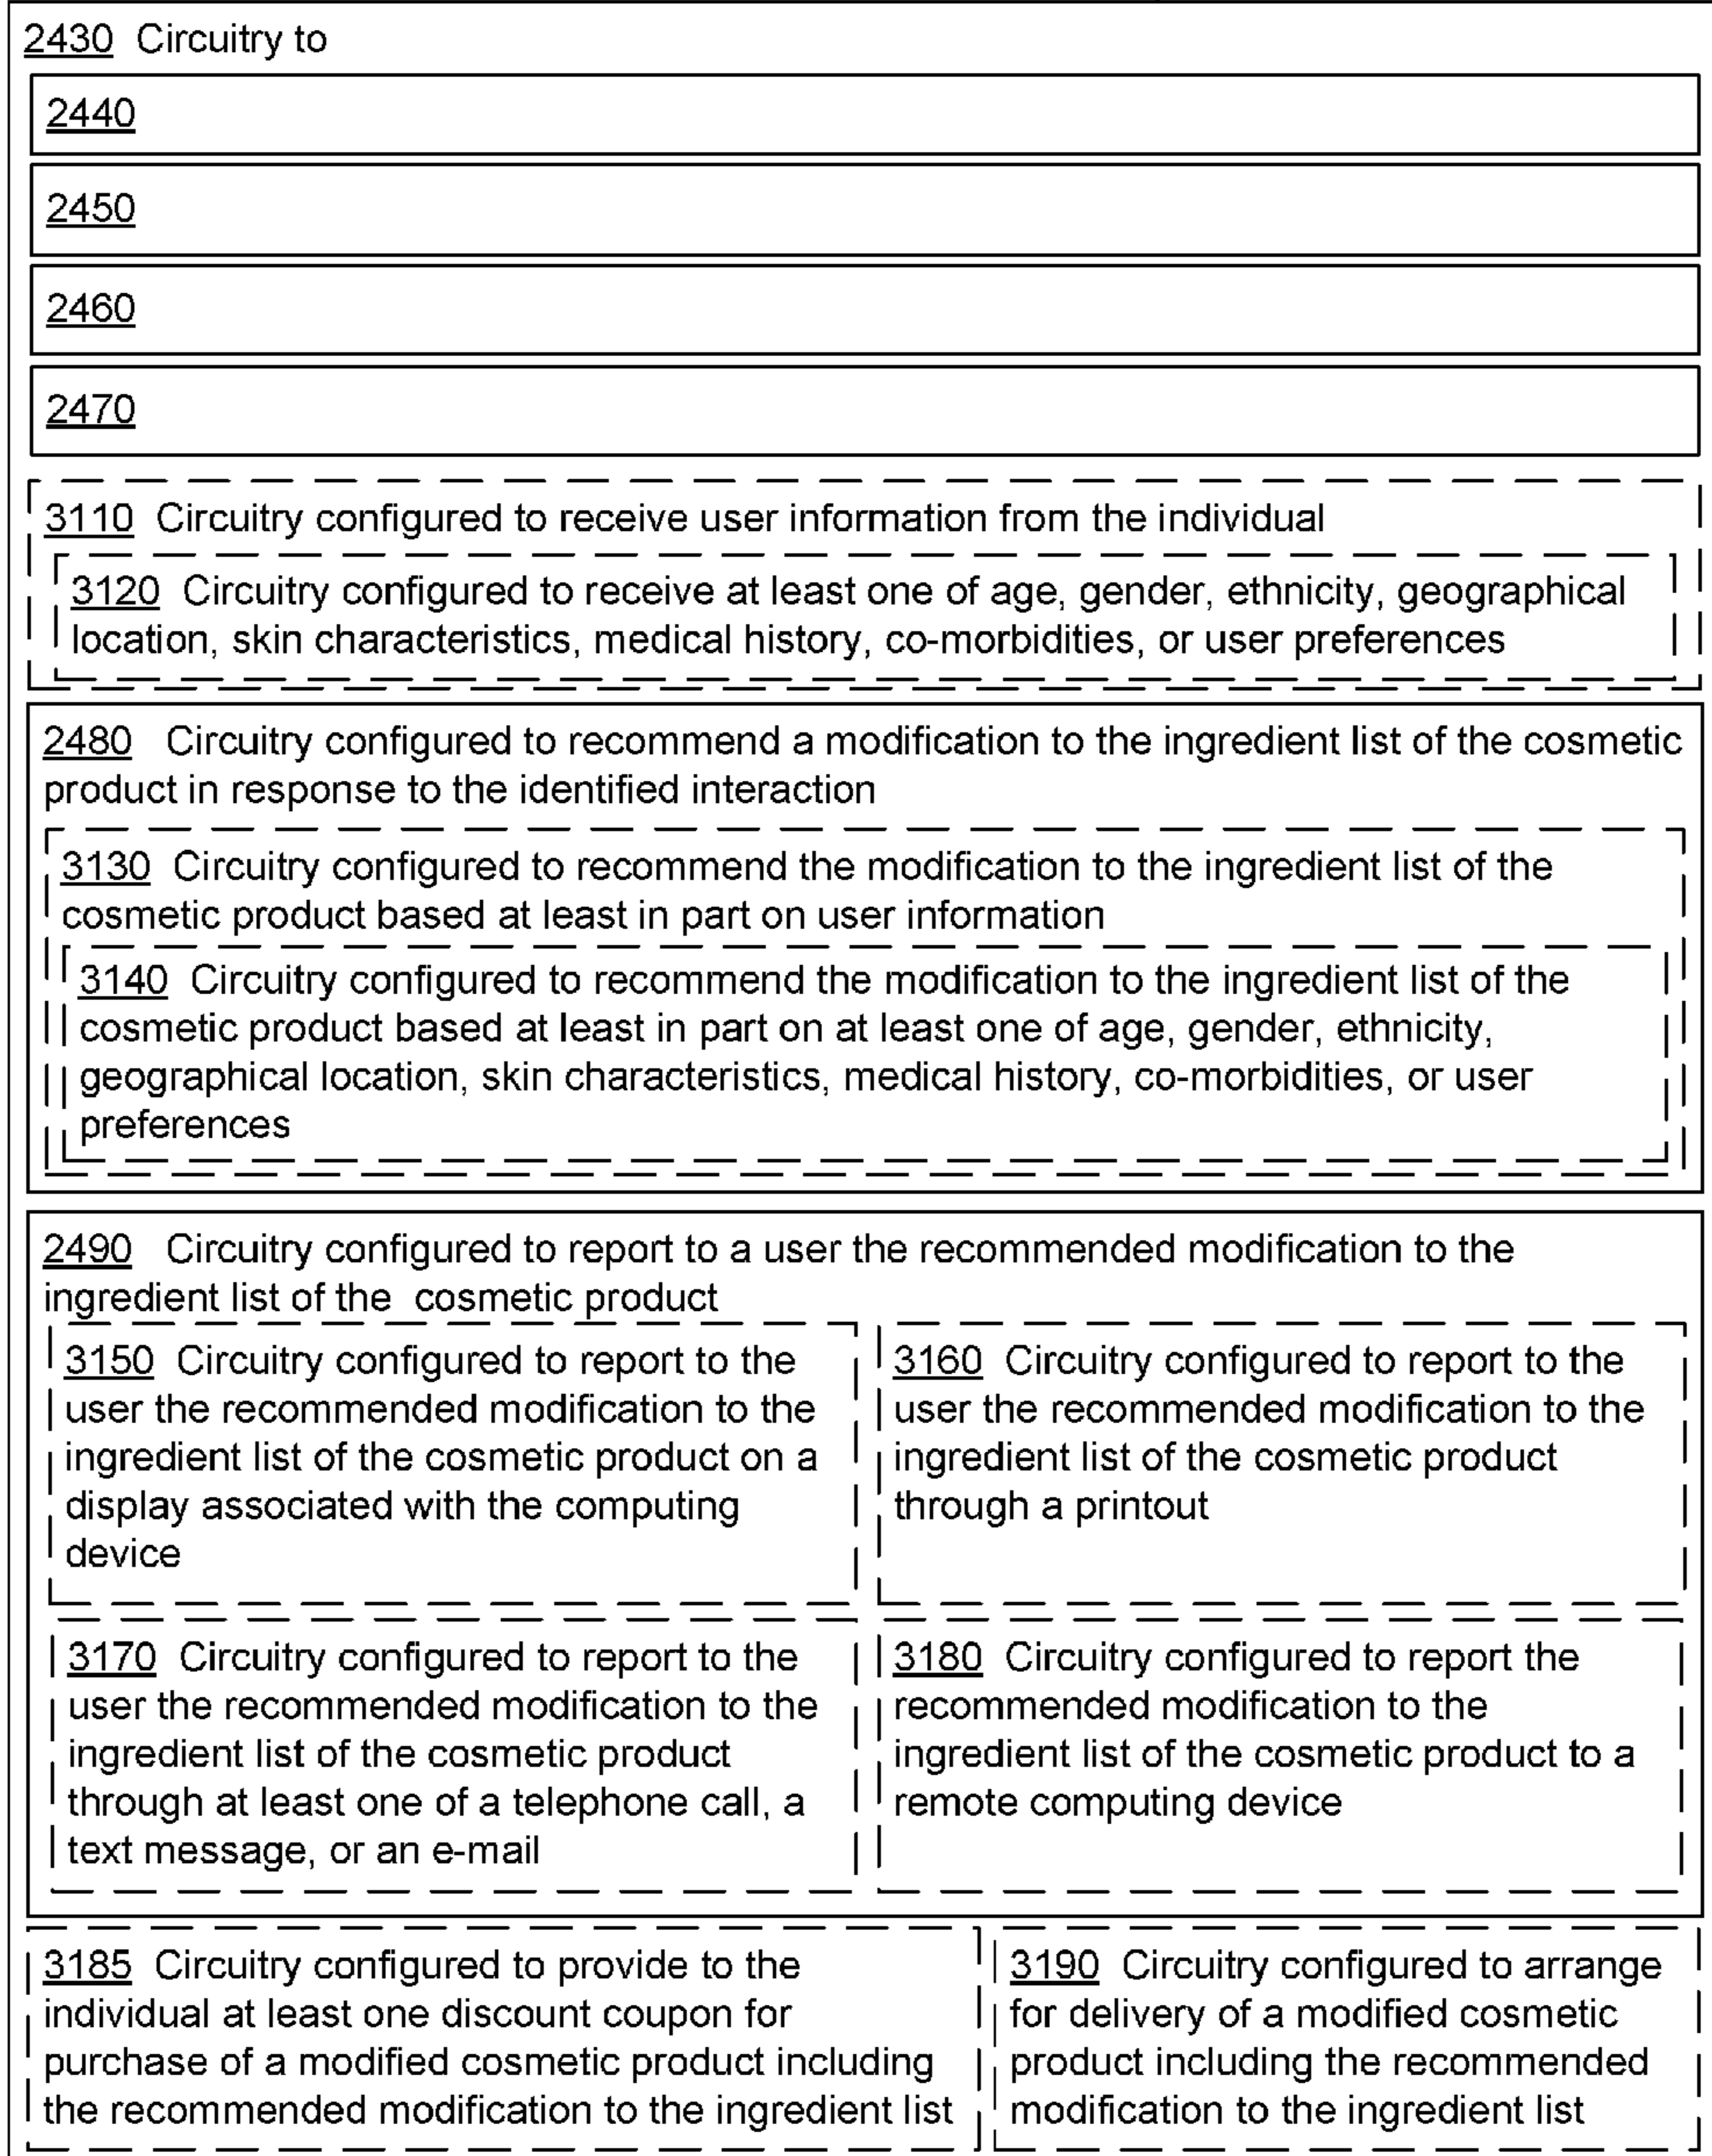 2430 Circuitry to
2440
2450
2460
2470
3110 Circuitry configured to receive user information from the individual
3120 Circuitry configured to receive at least one of age, gender, ethnicity, geographical
location, skin characteristics, medical history, co-morbidities, or user preferences
2480 Circuitry configured to recommend a modification to the ingredient list of the cosmetic
product in response to the identified interaction
3130 Circuitry configured to recommend the modification to the ingredient list of the
cosmetic product based at least in part on user information
3140 Circuitry configured to recommend the modification to the ingredient list of the
cosmetic product based at least in part on at least one of age, gender, ethnicity,
geographical location, skin characteristics, medical history, co-morbidities, or user
preferences
2490 Circuitry configured to report to a user the recommended modification to the
ingredient list of the cosmetic product
3150 Circuitry configured to report to the
user the recommended modification to the
ingredient list of the cosmetic product on a
display associated with the computing
device
3160 Circuitry configured to report to the
user the recommended modification to the
ingredient list of the cosmetic product
through a printout
3170 Circuitry configured to report to the
user the recommended modification to the
ingredient list of the cosmetic product
through at least one of a telephone call, a
text message, or an e-mail
3180 Circuitry configured to report the
recommended modification to the
ingredient list of the cosmetic product to a
remote computing device
3185 Circuitry configured to provide to the
individual at least one discount coupon for
purchase of a modified cosmetic product including
the recommended modification to the ingredient list
3190 Circuitry configured to arrange
for delivery of a modified cosmetic
product including the recommended
modification to the ingredient list